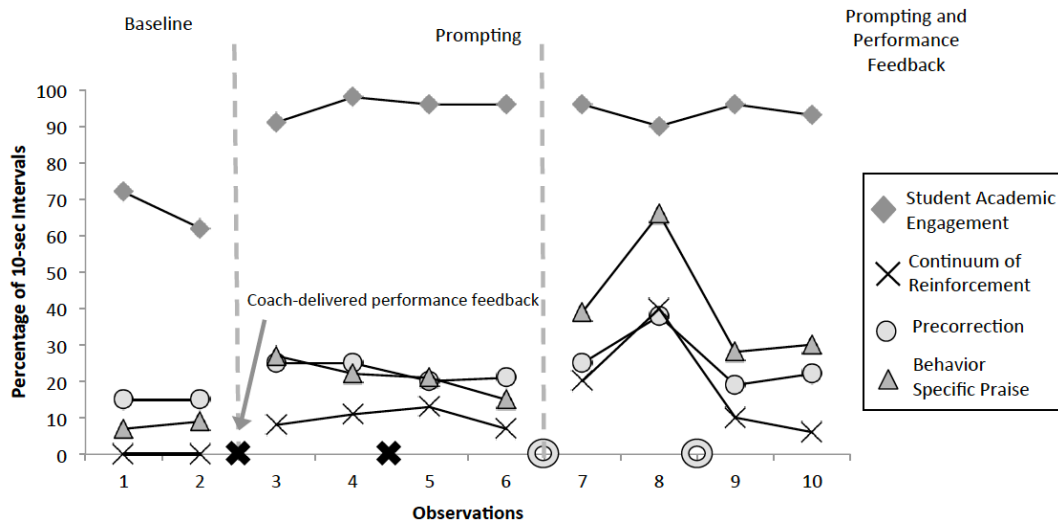 Baseline
Prompting
Prompting and
Performance
Feedback
100
90
80
70
60
50
40
30
20
10
0
Percentage of 10-sec Intervals
Coach-delivered performance feedback
1 2 3 4 5 6 7 8 9 10
Observations
Student Academic
Engagement
Continuum of
Reinforcement
Precorrection
Behavior
Specific Praise